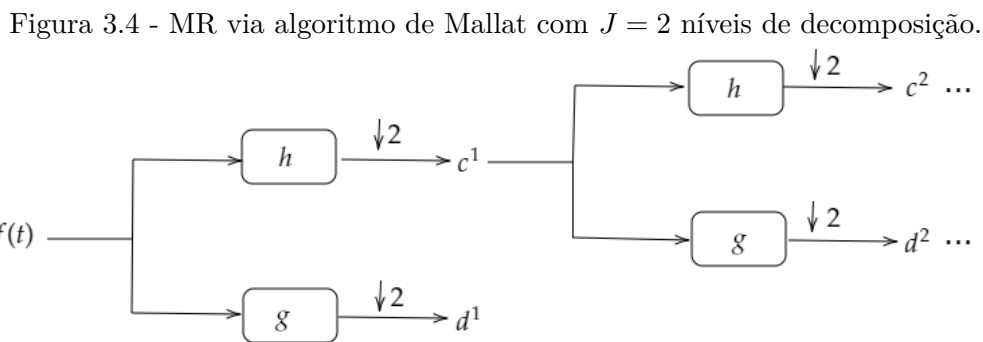 Figura 3.4 - MR via algoritmo de Mallat com J = 2 níveis de decomposição.
h ↓2 c² ...
h ↓2 c¹
g ↓2 d² ...
f(t)
g ↓2 d¹